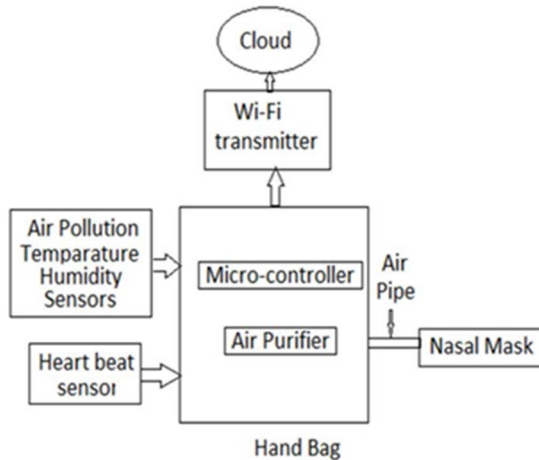 Cloud
Wi-Fi
transmitter
Air Pollution
Temparature
Humidity
Sensors
Micro-controller
Air
Pipe
Air Purifier
Nasal Mask
Heart beat
sensor
Hand Bag